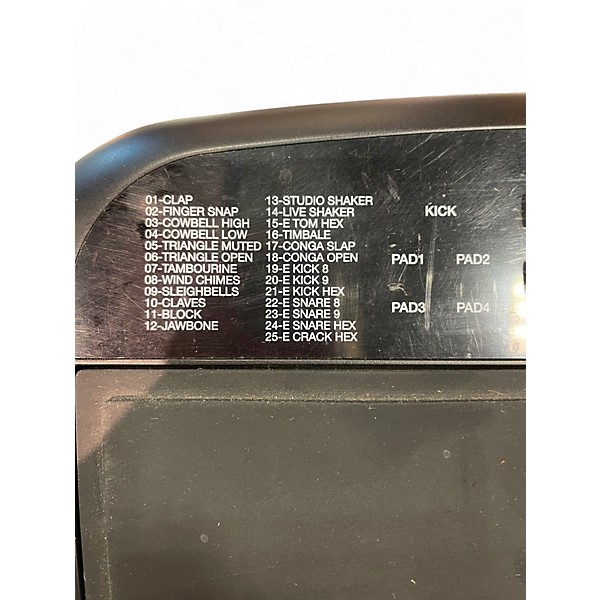 01-CLAP
02-FINGER SNAP
03-COWBELL HIGH
04-COWBELL LOW
05-TRIANGLE MUTED
06-TRIANGLE OPEN
07-TAMBOURINE
08-WIND CHIMES
09-SLEIGHBELLS
10-CLAVES
11-BLOCK
12-JAWBONE
13-STUDIO SHAKER
14-LIVE SHAKER
15-E TOM HEX
16-TIMBALE
17-CONGA SLAP
18-CONGA OPEN
19-E KICK 8
20-E KICK 9
21-E KICK HEX
22-E SNARE 8
23-E SNARE 9
24-E SNARE HEX
25-E CRACK HEX
KICK
PAD1 PAD2
PAD3 PAD4